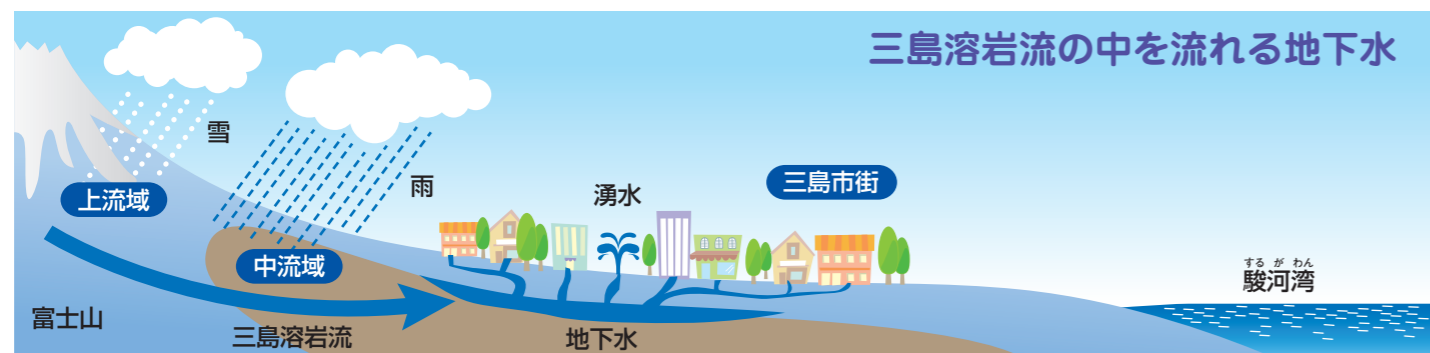 三島溶岩流の中を流れる地下水
雪
上流域
雨
湧水
三島市街
中流域
するがわん
駿河湾
富士山
三島溶岩流
地下水